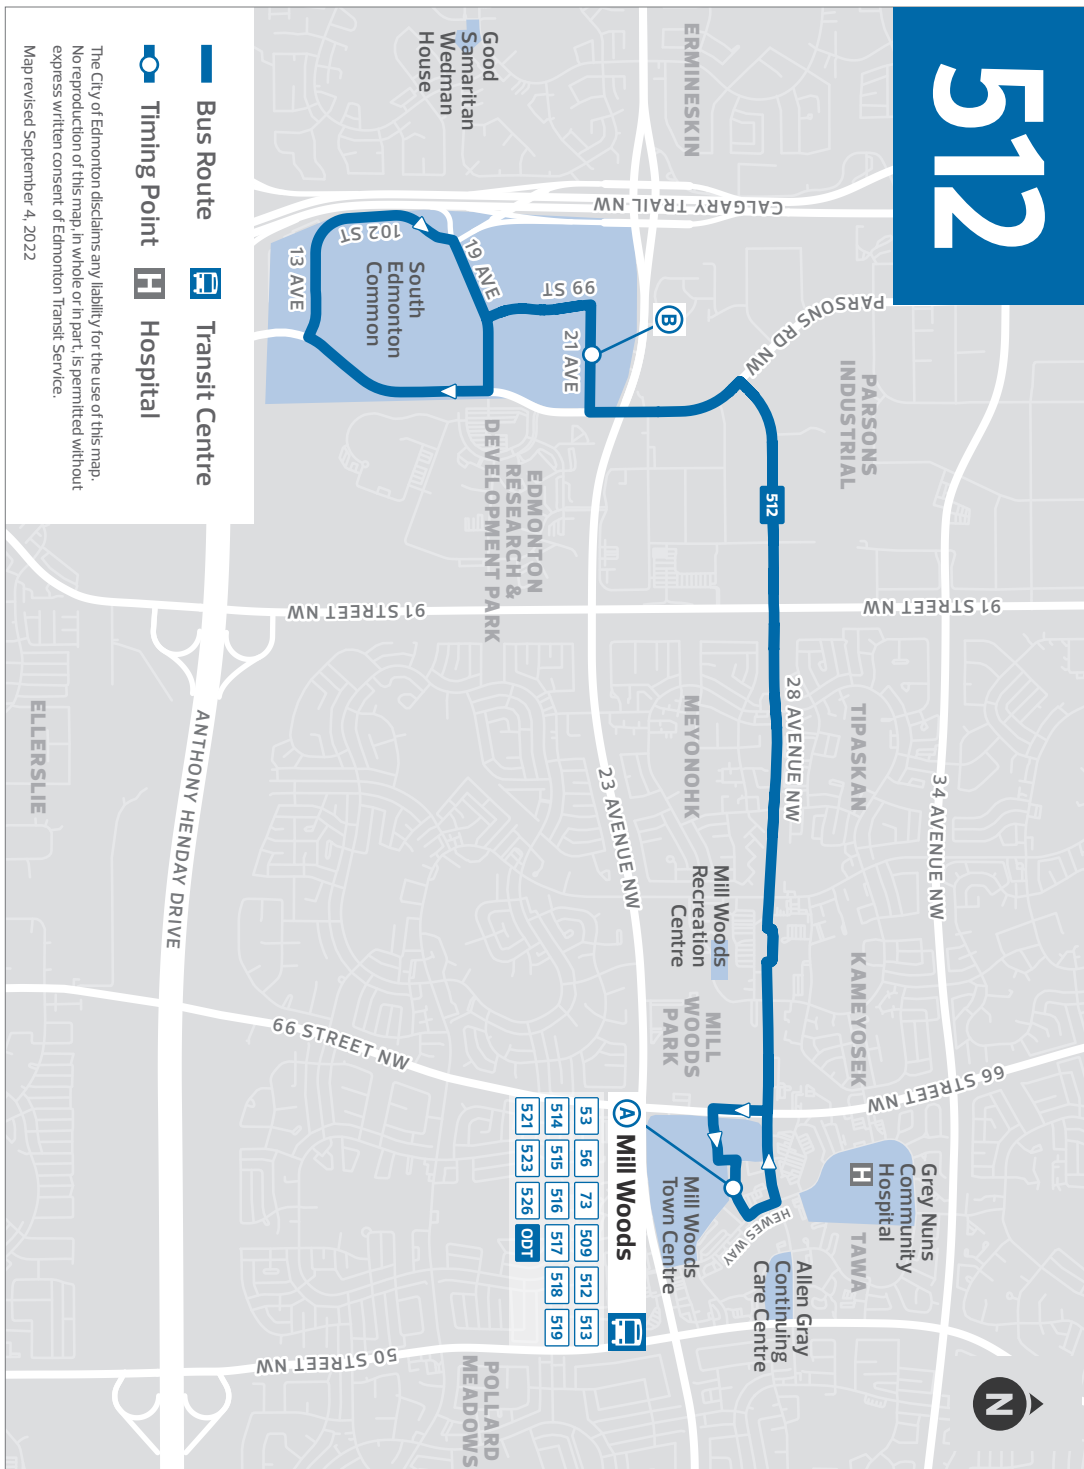 512
ERMINESKIN
Good
Samaritan
Wedman
House
CALGARY TRAIL NW
PARSONS RD NW
PARSONS
INDUSTRIAL
102 ST
19 AVE
13 AVE
99 ST
21 AVE
B
South
Edmonton
Common
512
EDMONTON
RESEARCH &
DEVELOPMENT PARK
91 STREET NW
91 STREET NW
28 AVENUE NW
TIPASKAN
MEYONOHK
34 AVENUE NW
23 AVENUE NW
ANTHONY HENDAY DRIVE
ELLERSLIE
Mill Woods
Recreation
Centre
KAMEYOSEK
MILL
WOODS
PARK
66 STREET NW
66 STREET NW
Grey Nuns
Community
Hospital
H
TAWA
HEWES WAY
Mill Woods
Town Centre
Allen Gray
Continuing
Care Centre
A Mill Woods
53 56 73 509 512 513
514 515 516 517 518 519
521 523 526 ODT
50 STREET NW
POLLARD
MEADOWS
N
Bus Route
Transit Centre
Timing Point
H Hospital
The City of Edmonton disclaims any liability for the use of this map.
No reproduction of this map, in whole or in part, is permitted without
express written consent of Edmonton Transit Service.
Map revised September 4, 2022